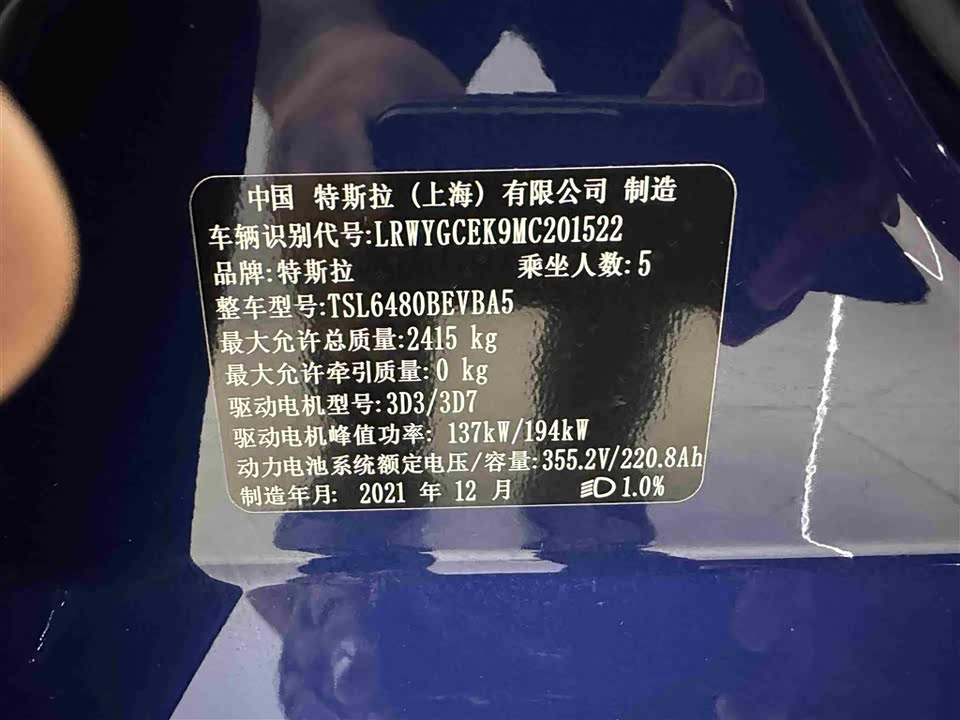 中国 特斯拉 (上海) 有限公司 制造
车辆识别代号:LRWYGCEK9MC201522
品牌:特斯拉 乘坐人数:5
整车型号:TSL6480BEVBA5
最大允许总质量:2415 kg
最大允许牵引质量:0 kg
驱动电机型号:3D3/3D7
驱动电机峰值功率: 137kW/194kW
动力电池系统额定电压/容量:355.2V/220.8Ah
制造年月: 2021 年 12 月 1.0%